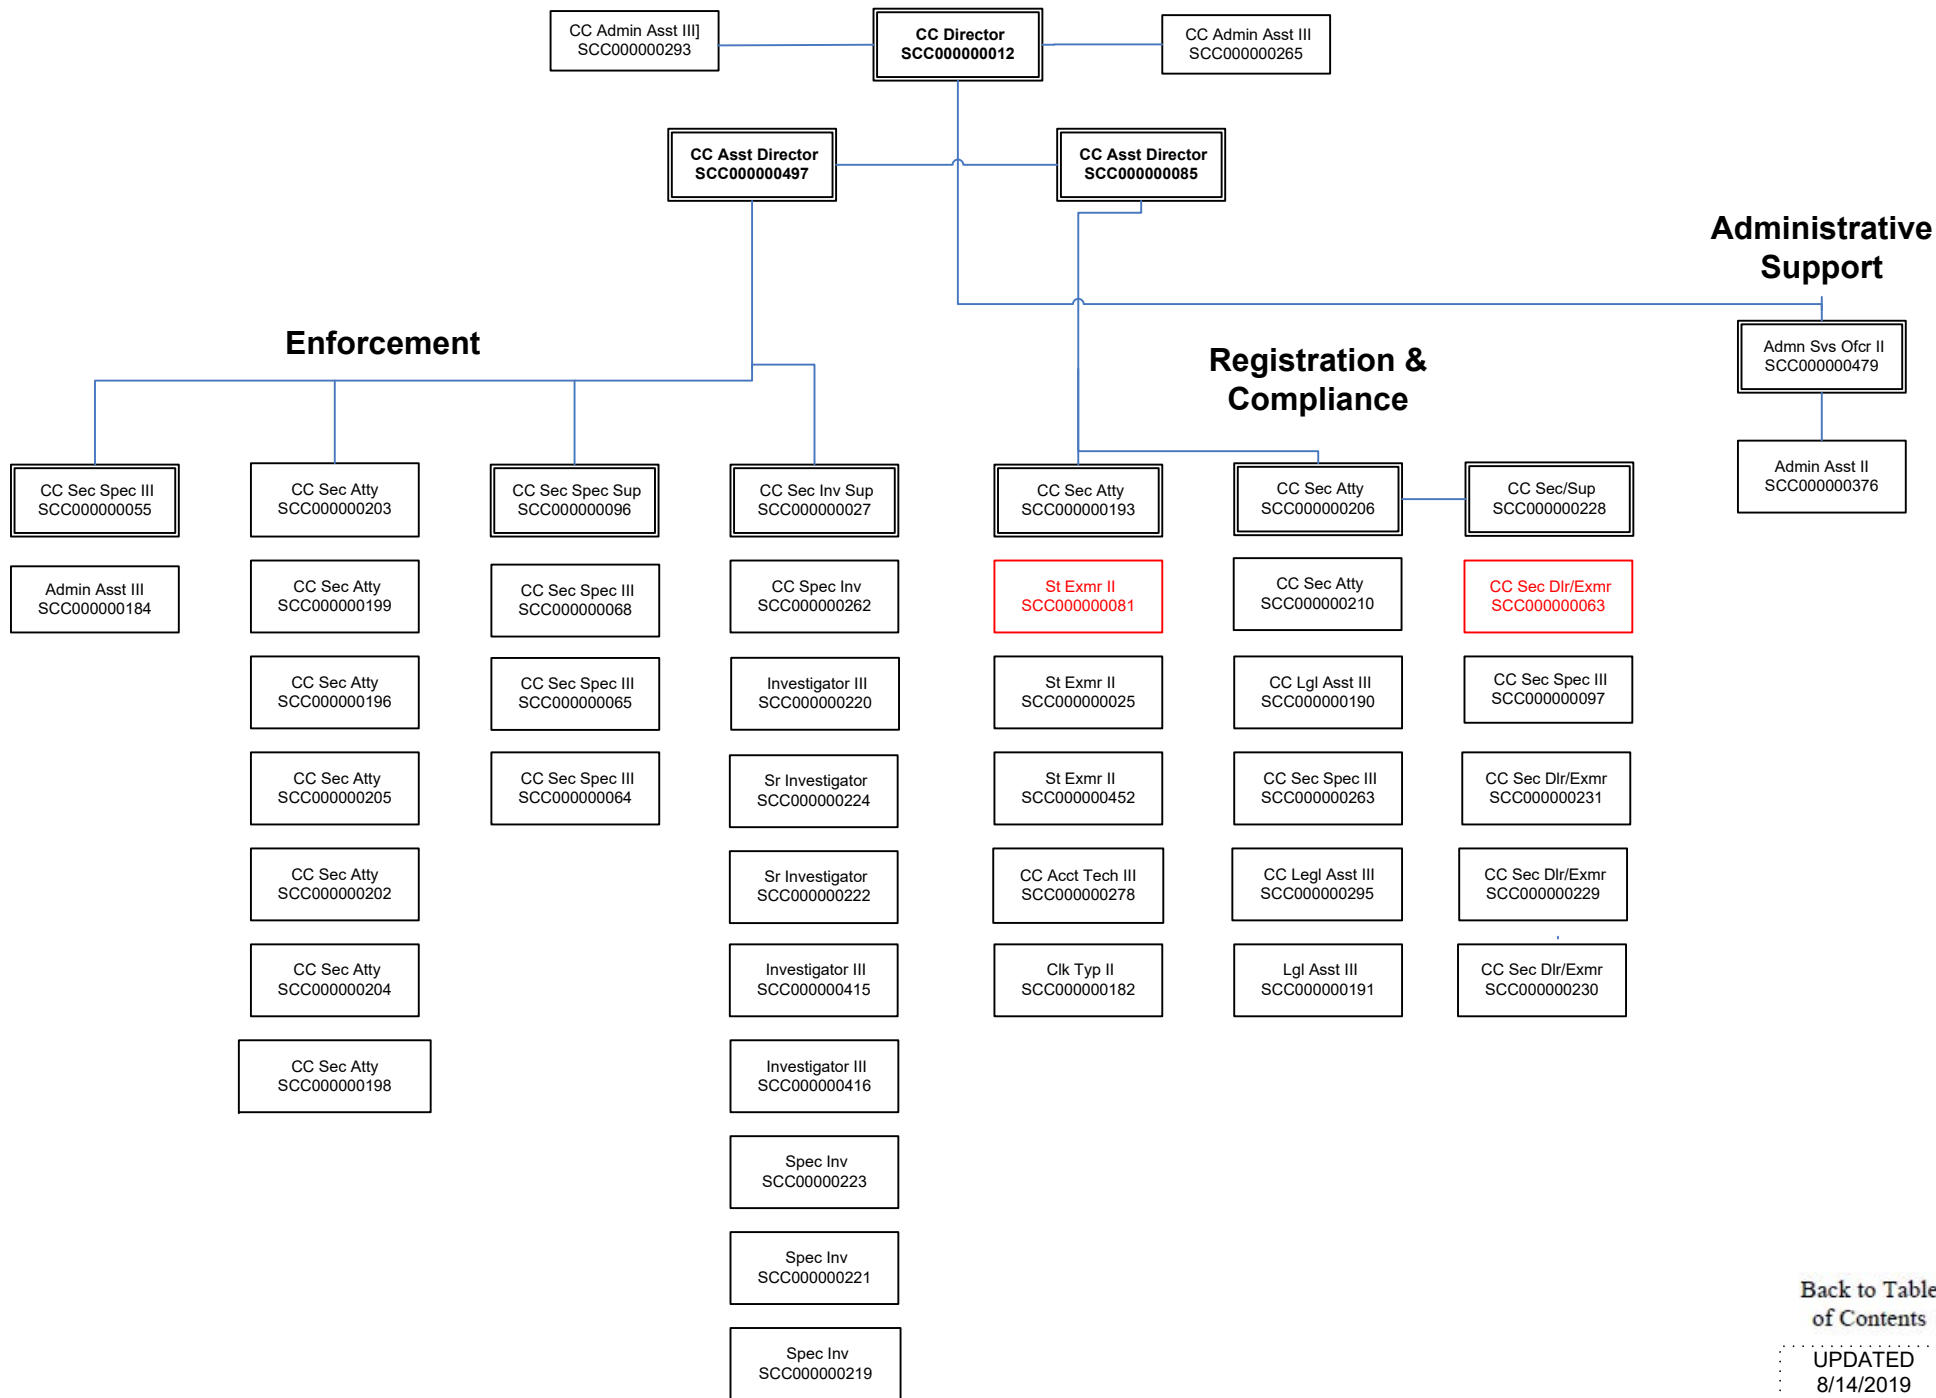 CC Admin Asst III]
SCC000000293
CC Director
SCC000000012
CC Admin Asst III
SCC000000265
CC Asst Director
SCC000000497
CC Asst Director
SCC000000085
Administrative
Support
Enforcement
Registration &
Compliance
Admn Svs Ofcr II
SCC000000479
Admin Asst II
SCC000000376
CC Sec Spec III
SCC000000055
Admin Asst III
SCC000000184
CC Sec Atty
SCC000000203
CC Sec Atty
SCC000000199
CC Sec Atty
SCC000000196
CC Sec Atty
SCC000000205
CC Sec Atty
SCC000000202
CC Sec Atty
SCC000000204
CC Sec Atty
SCC000000198
CC Sec Spec Sup
SCC000000096
CC Sec Spec III
SCC000000068
CC Sec Spec III
SCC000000065
CC Sec Spec III
SCC000000064
CC Sec Inv Sup
SCC000000027
CC Spec Inv
SCC000000262
Investigator III
SCC000000220
Sr Investigator
SCC000000224
Sr Investigator
SCC000000222
Investigator III
SCC000000415
Investigator III
SCC000000416
Spec Inv
SCC00000223
Spec Inv
SCC000000221
Spec Inv
SCC000000219
CC Sec Atty
SCC000000193
St Exmr II
SCC000000081
St Exmr II
SCC000000025
St Exmr II
SCC000000452
CC Acct Tech III
SCC000000278
Clk Typ II
SCC000000182
CC Sec Atty
SCC000000206
CC Sec Atty
SCC000000210
CC Lgl Asst III
SCC000000190
CC Sec Spec III
SCC000000263
CC Legl Asst III
SCC000000295
Lgl Asst III
SCC000000191
CC Sec/Sup
SCC000000228
CC Sec Dlr/Exmr
SCC000000063
CC Sec Spec III
SCC000000097
CC Sec Dlr/Exmr
SCC000000231
CC Sec Dlr/Exmr
SCC000000229
CC Sec Dlr/Exmr
SCC000000230
Back to Table
of Contents
UPDATED
8/14/2019